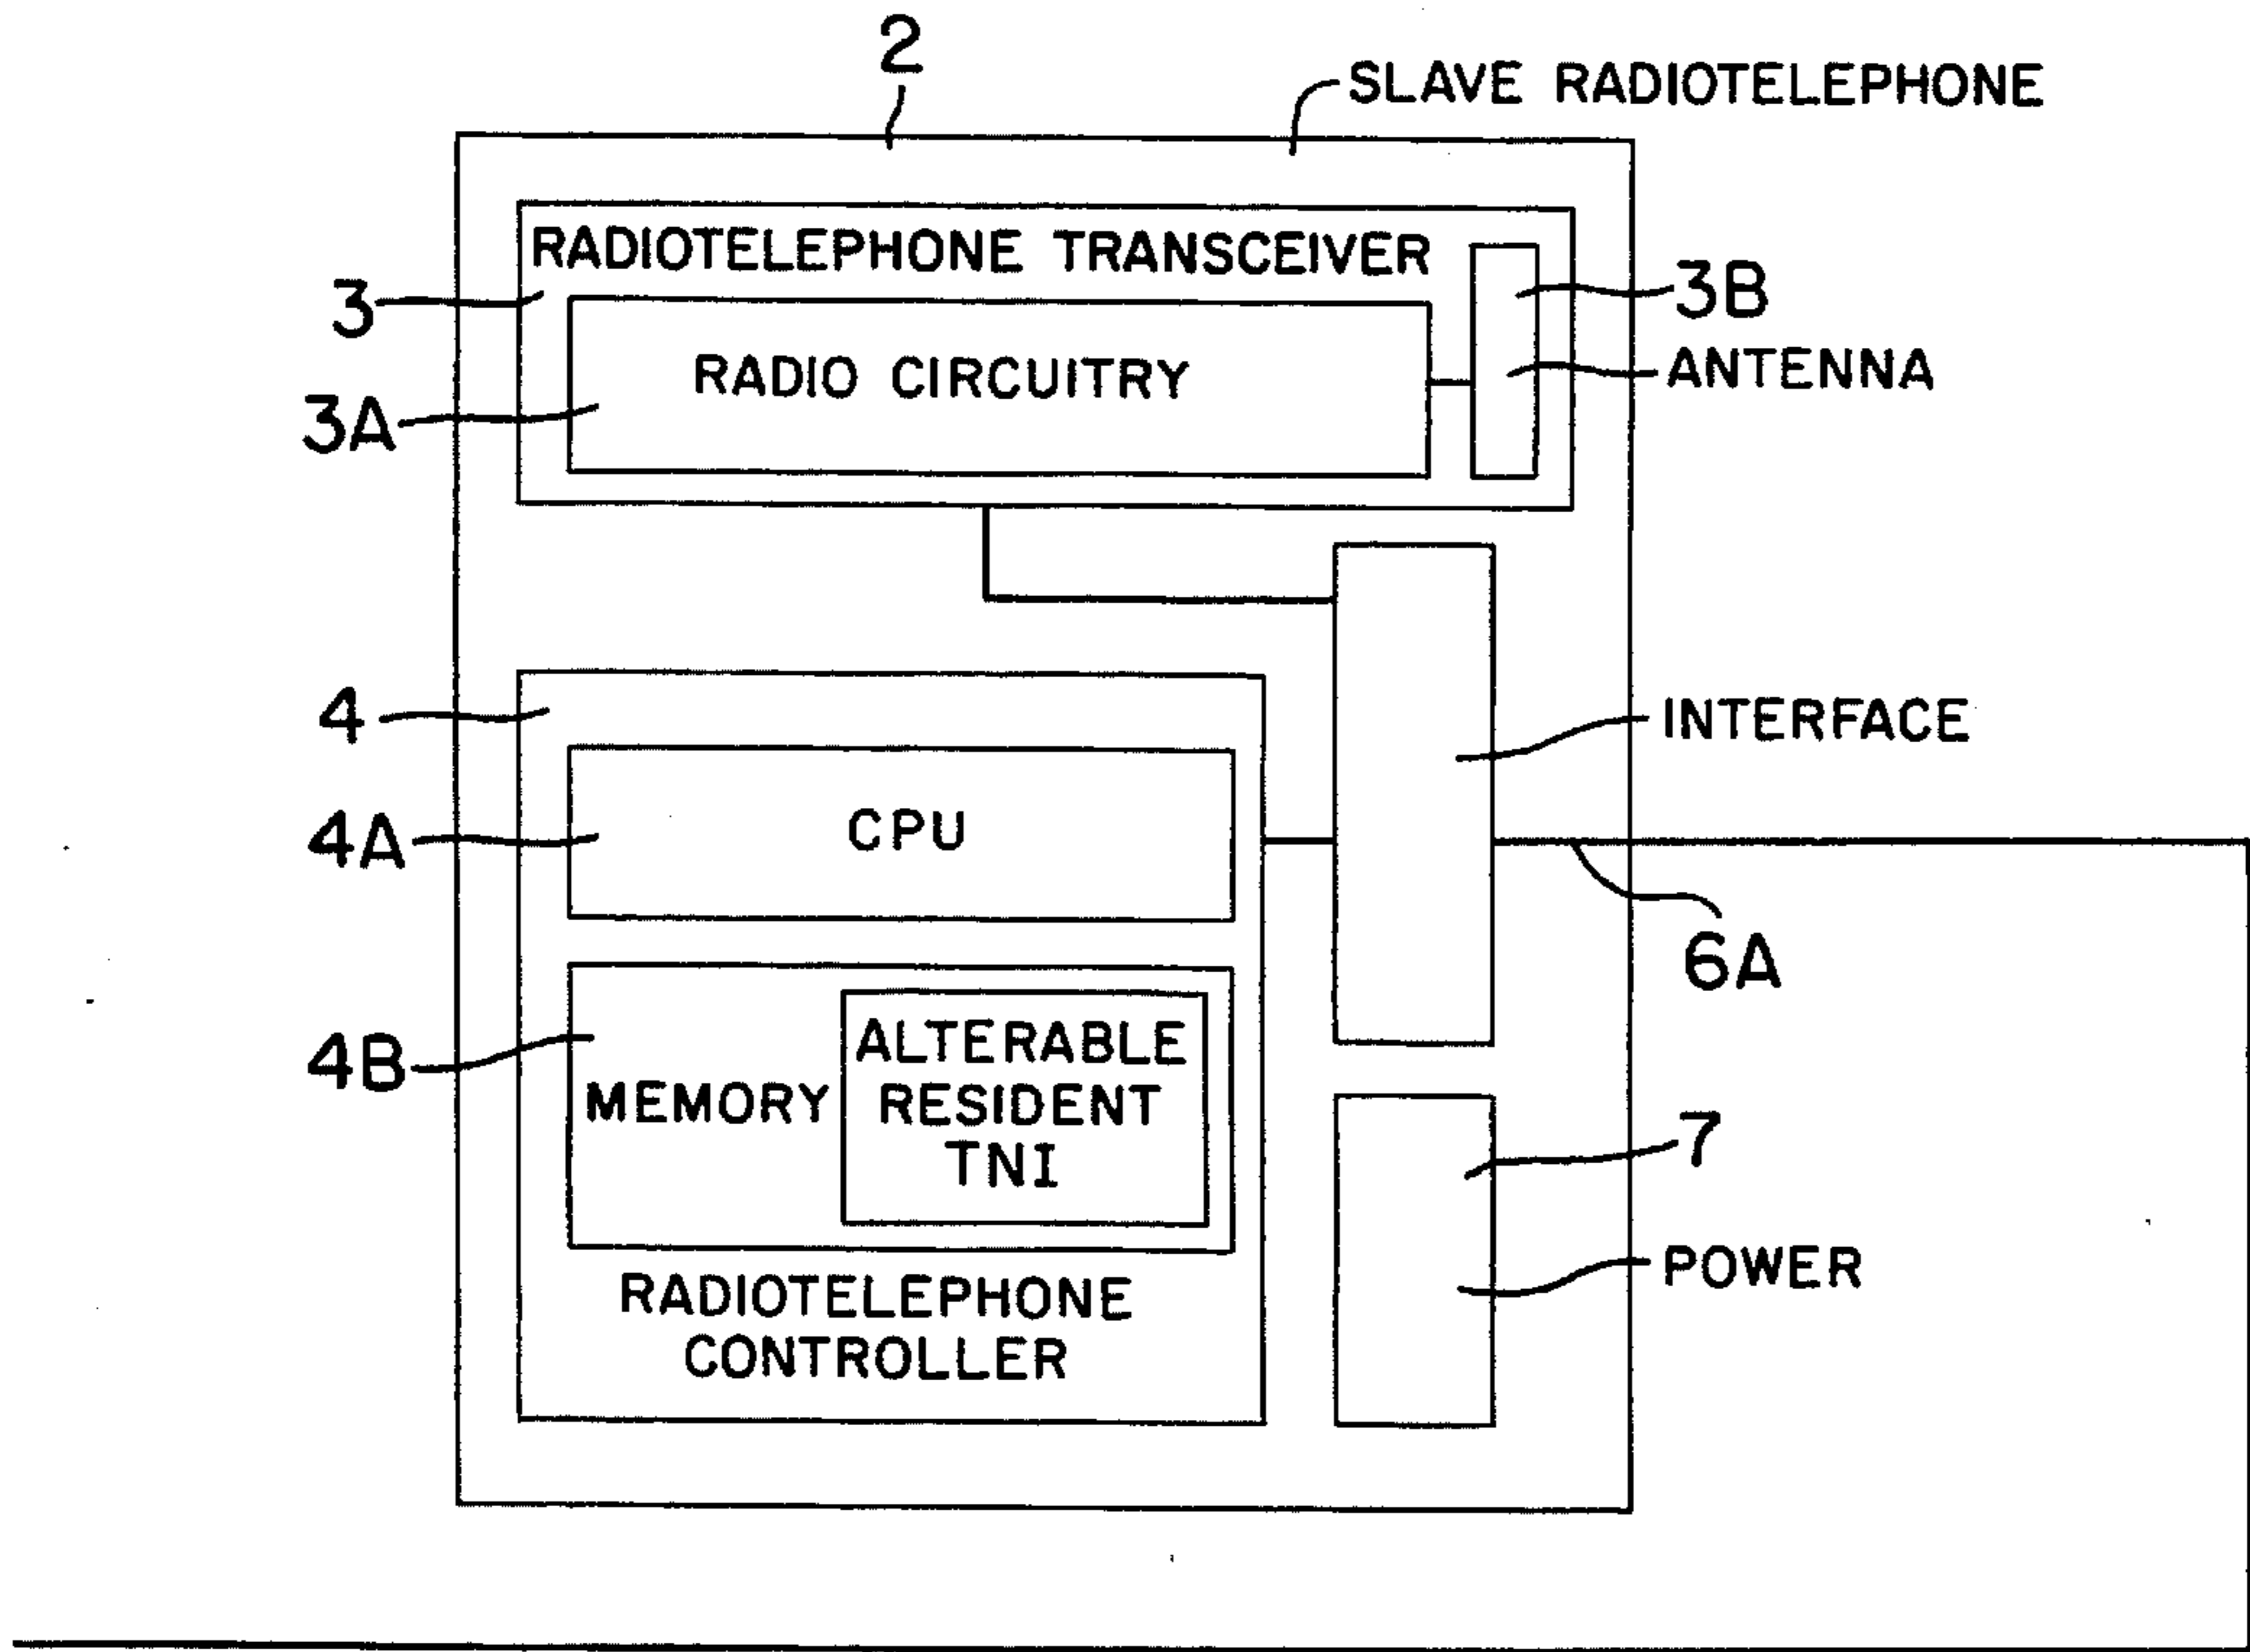 2
SLAVE RADIOTELEPHONE
RADIOTELEPHONE TRANSCEIVER
3
3B
RADIO CIRCUITRY
ANTENNA
3A
4
INTERFACE
4A
CPU
6A
4B
MEMORY
ALTERABLE
RESIDENT
TNI
7
POWER
RADIOTELEPHONE
CONTROLLER